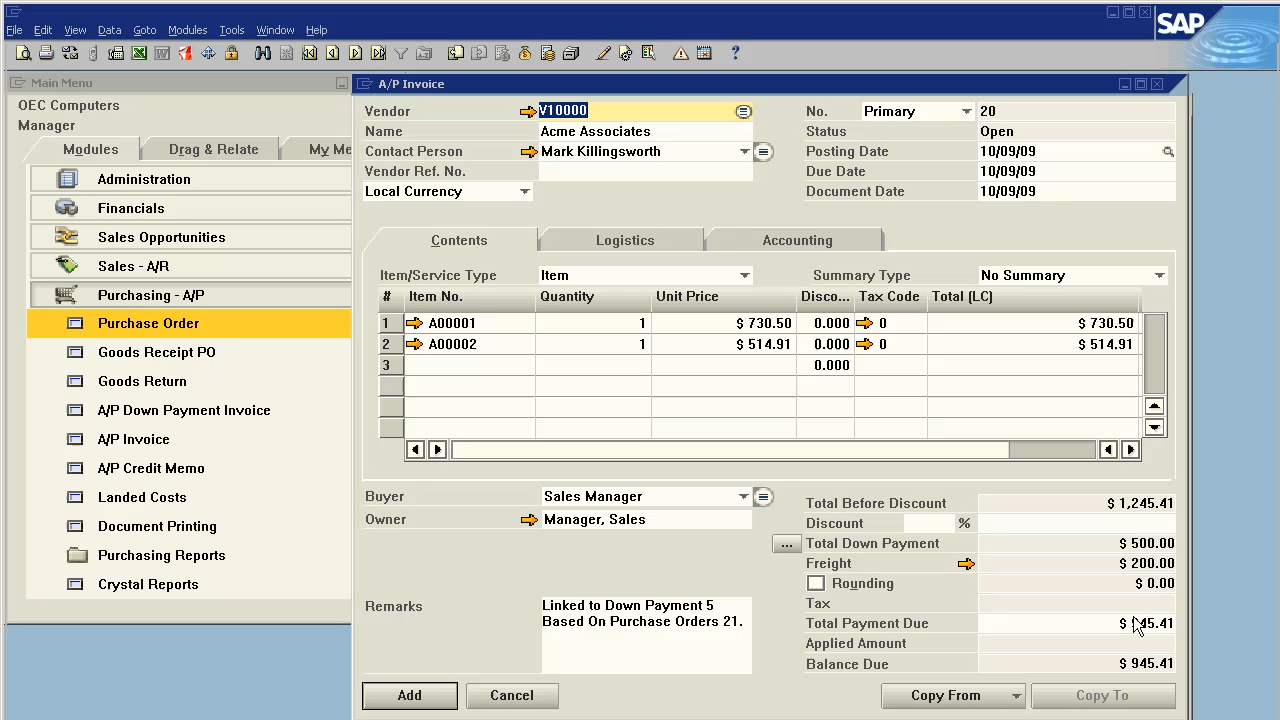 File Edit View Data Goto Modules Tools Window Help
SAP
Main Menu
OEC Computers
Manager
Modules Drag & Relate My Me
Administration
Financials
Sales Opportunities
Sales - A/R
Purchasing - A/P
Purchase Order
Goods Receipt PO
Goods Return
A/P Down Payment Invoice
A/P Invoice
A/P Credit Memo
Landed Costs
Document Printing
Purchasing Reports
Crystal Reports
A/P Invoice
Vendor V10000
Name Acme Associates
Contact Person Mark Killingsworth
Vendor Ref. No.
Local Currency
No. Primary 20
Status Open
Posting Date 10/09/09
Due Date 10/09/09
Document Date 10/09/09
Contents Logistics Accounting
Item/Service Type Item Summary Type No Summary
# Item No. Quantity Unit Price Disco... Tax Code Total (LC)
1 A00001 1 $ 730.50 0.000 0 $ 730.50
2 A00002 1 $ 514.91 0.000 0 $ 514.91
3 0.000
Buyer Sales Manager
Owner Manager, Sales
Remarks Linked to Down Payment 5
Based On Purchase Orders 21.
Total Before Discount $ 1,245.41
Discount %
... Total Down Payment $ 500.00
Freight $ 200.00
Rounding $ 0.00
Tax
Total Payment Due $ 45.41
Applied Amount
Balance Due $ 945.41
Add Cancel Copy From Copy To